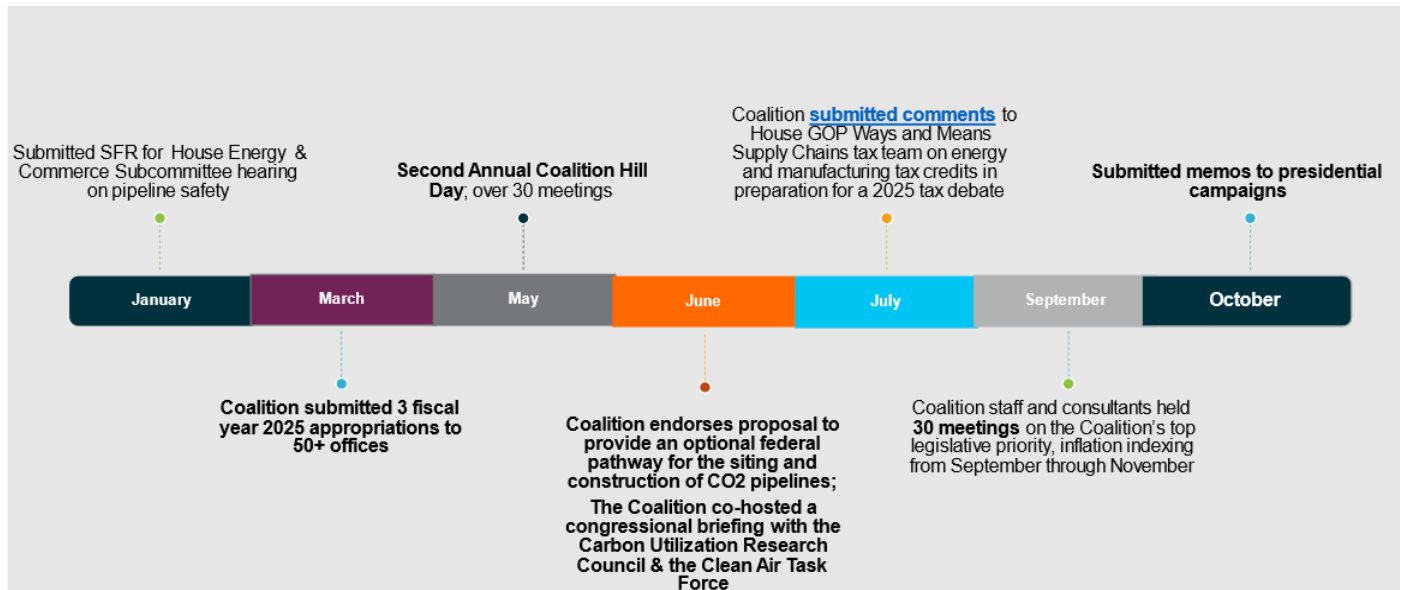 Submitted SFR for House Energy &
Commerce Subcommittee hearing
on pipeline safety
Second Annual Coalition Hill
Day; over 30 meetings
Coalition submitted comments to
House GOP Ways and Means
Supply Chains tax team on energy
and manufacturing tax credits in
preparation for a 2025 tax debate
Submitted memos to presidential
campaigns
January
March
May
June
July
September
October
Coalition submitted 3 fiscal
year 2025 appropriations to
50+ offices
Coalition endorses proposal to
provide an optional federal
pathway for the siting and
construction of CO2 pipelines;
The Coalition co-hosted a
congressional briefing with the
Carbon Utilization Research
Council & the Clean Air Task
Force
Coalition staff and consultants held
30 meetings on the Coalition's top
legislative priority, inflation indexing
from September through November